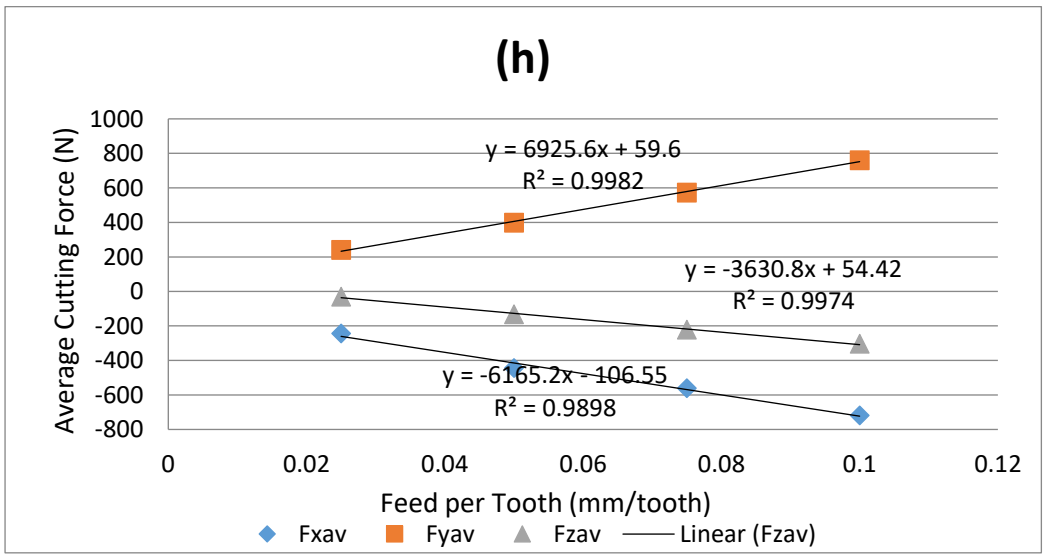 (h)
Average Cutting Force (N)
1000
800
600
400
200
0
-200
-400
-600
-800
y = 6925.6x + 59.6
R² = 0.9982
y = -3630.8x + 54.42
R² = 0.9974
y = -6165.2x - 106.55
R² = 0.9898
0 0.02 0.04 0.06 0.08 0.1 0.12
Feed per Tooth (mm/tooth)
Fxav Fyav Fzav Linear (Fzav)